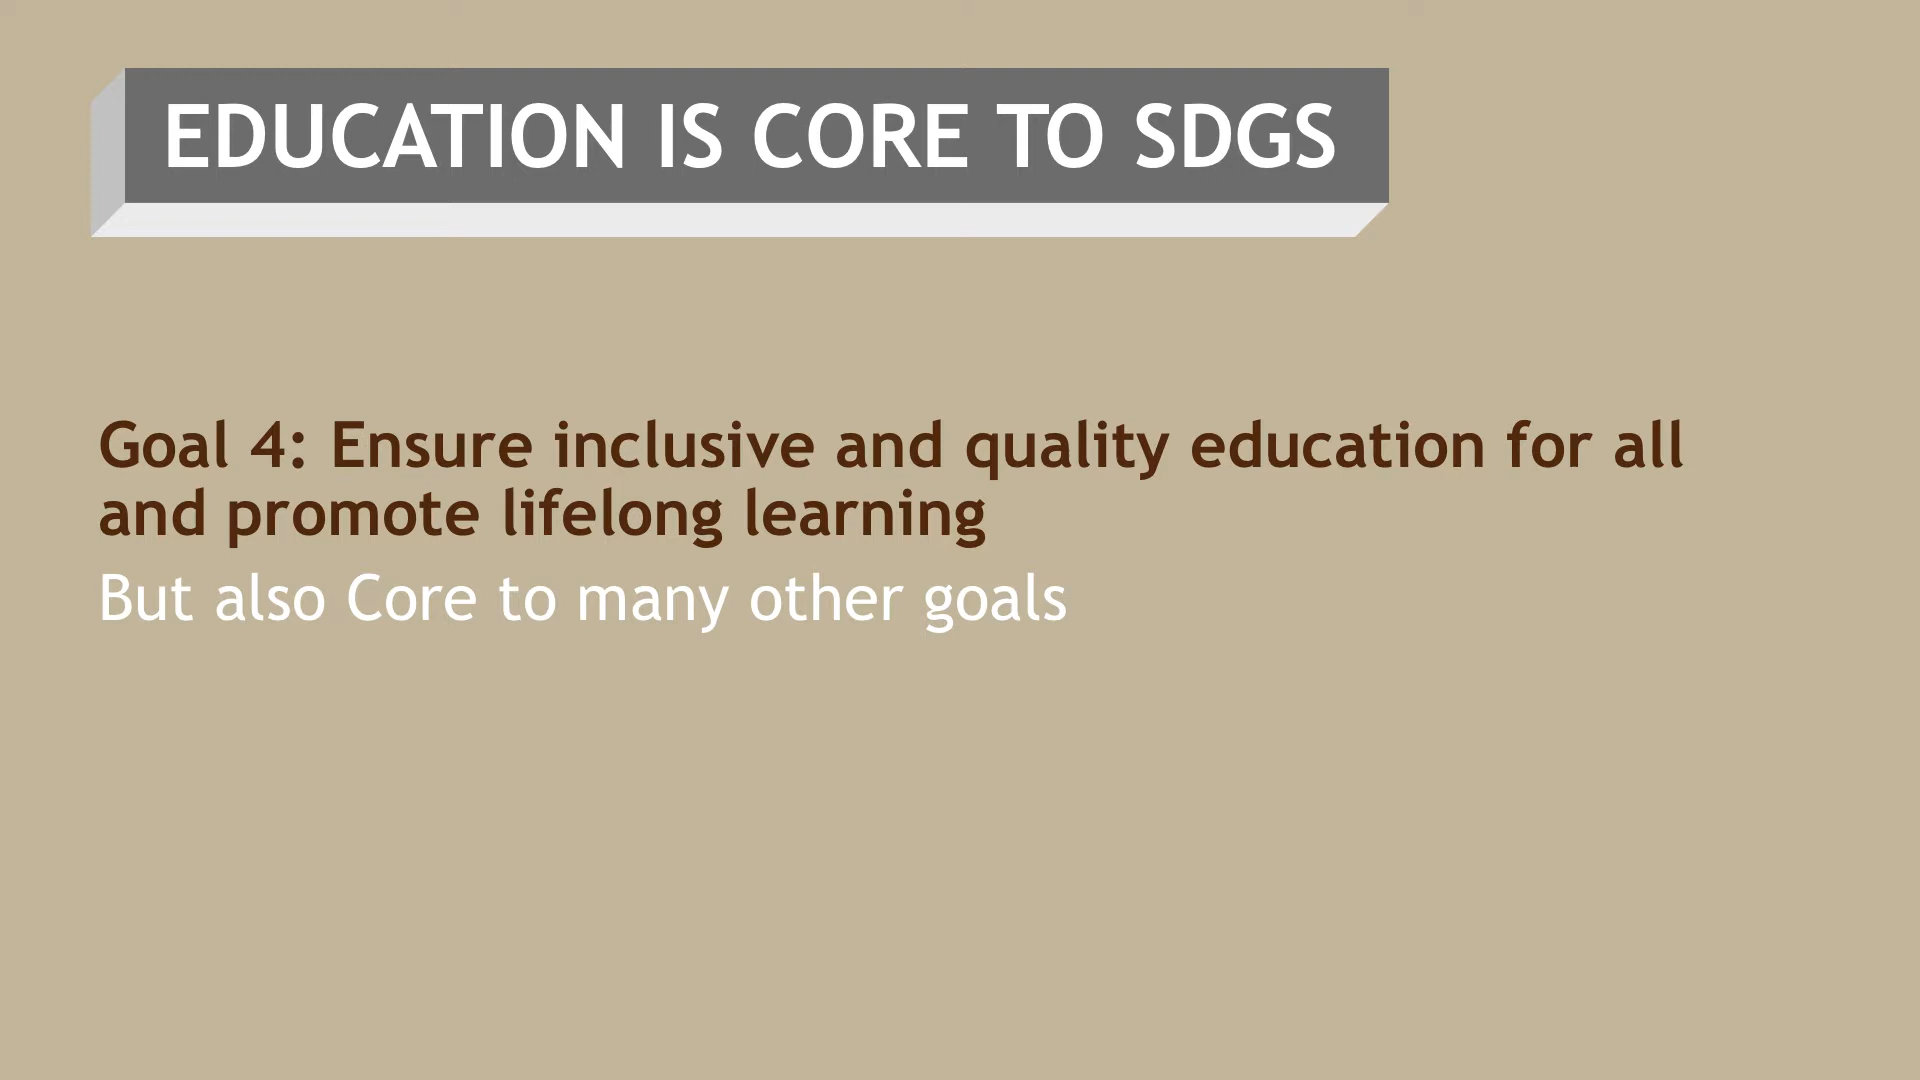 EDUCATION IS CORE TO SDGS
Goal 4: Ensure inclusive and quality education for all
and promote lifelong learning
But also Core to many other goals